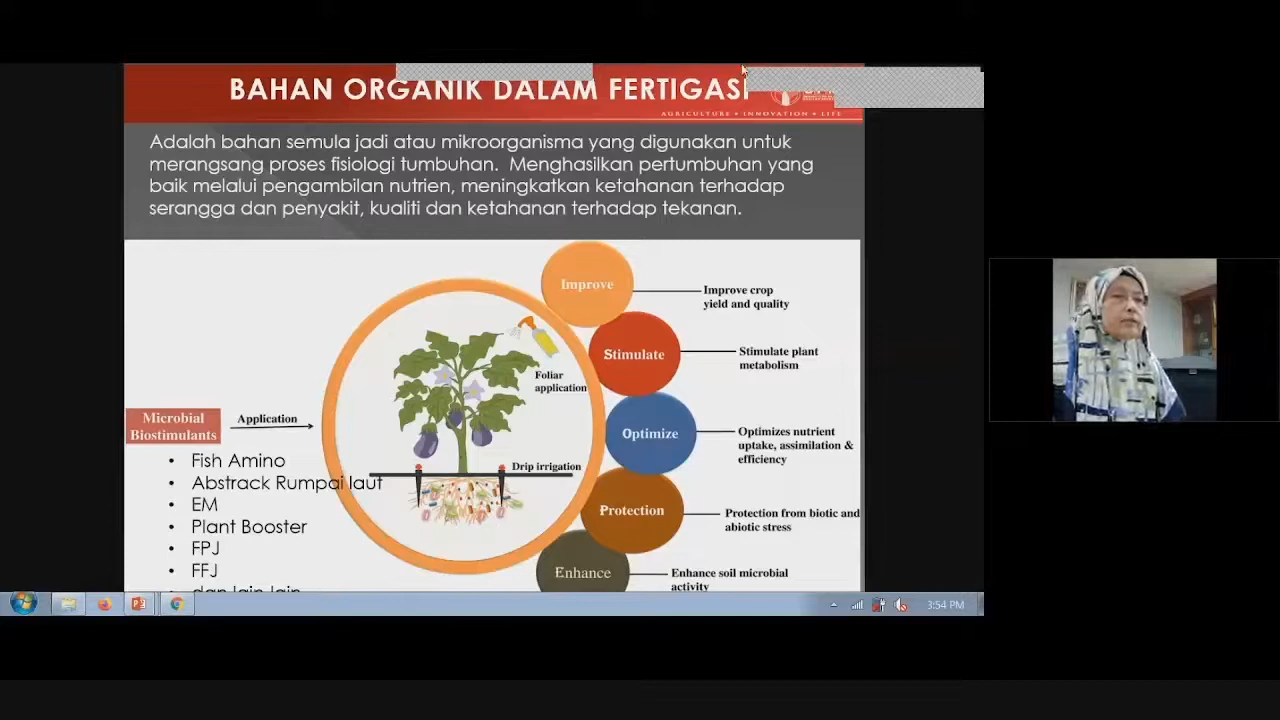 BAHAN ORGANIK DALAM FERTIGASI
AGRICULTURE • INNOVATION • LIFE
Adalah bahan semula jadi atau mikroorganisma yang digunakan untuk
merangsang proses fisiologi tumbuhan. Menghasilkan pertumbuhan yang
baik melalui pengambilan nutrien, meningkatkan ketahanan terhadap
serangga dan penyakit, kualiti dan ketahanan terhadap tekanan.
Improve
Improve crop
yield and quality
Stimulate
Stimulate plant
metabolism
Foliar
application
Microbial
Biostimulants
Application
Optimize
Optimizes nutrient
uptake, assimilation &
efficiency
Drip irrigation
• Fish Amino
• Abstrack Rumpai laut
• EM
• Plant Booster
• FPJ
• FFJ
• dan lain-lain
Protection
Protection from biotic and
abiotic stress
Enhance
Enhance soil microbial
activity
3:54 PM